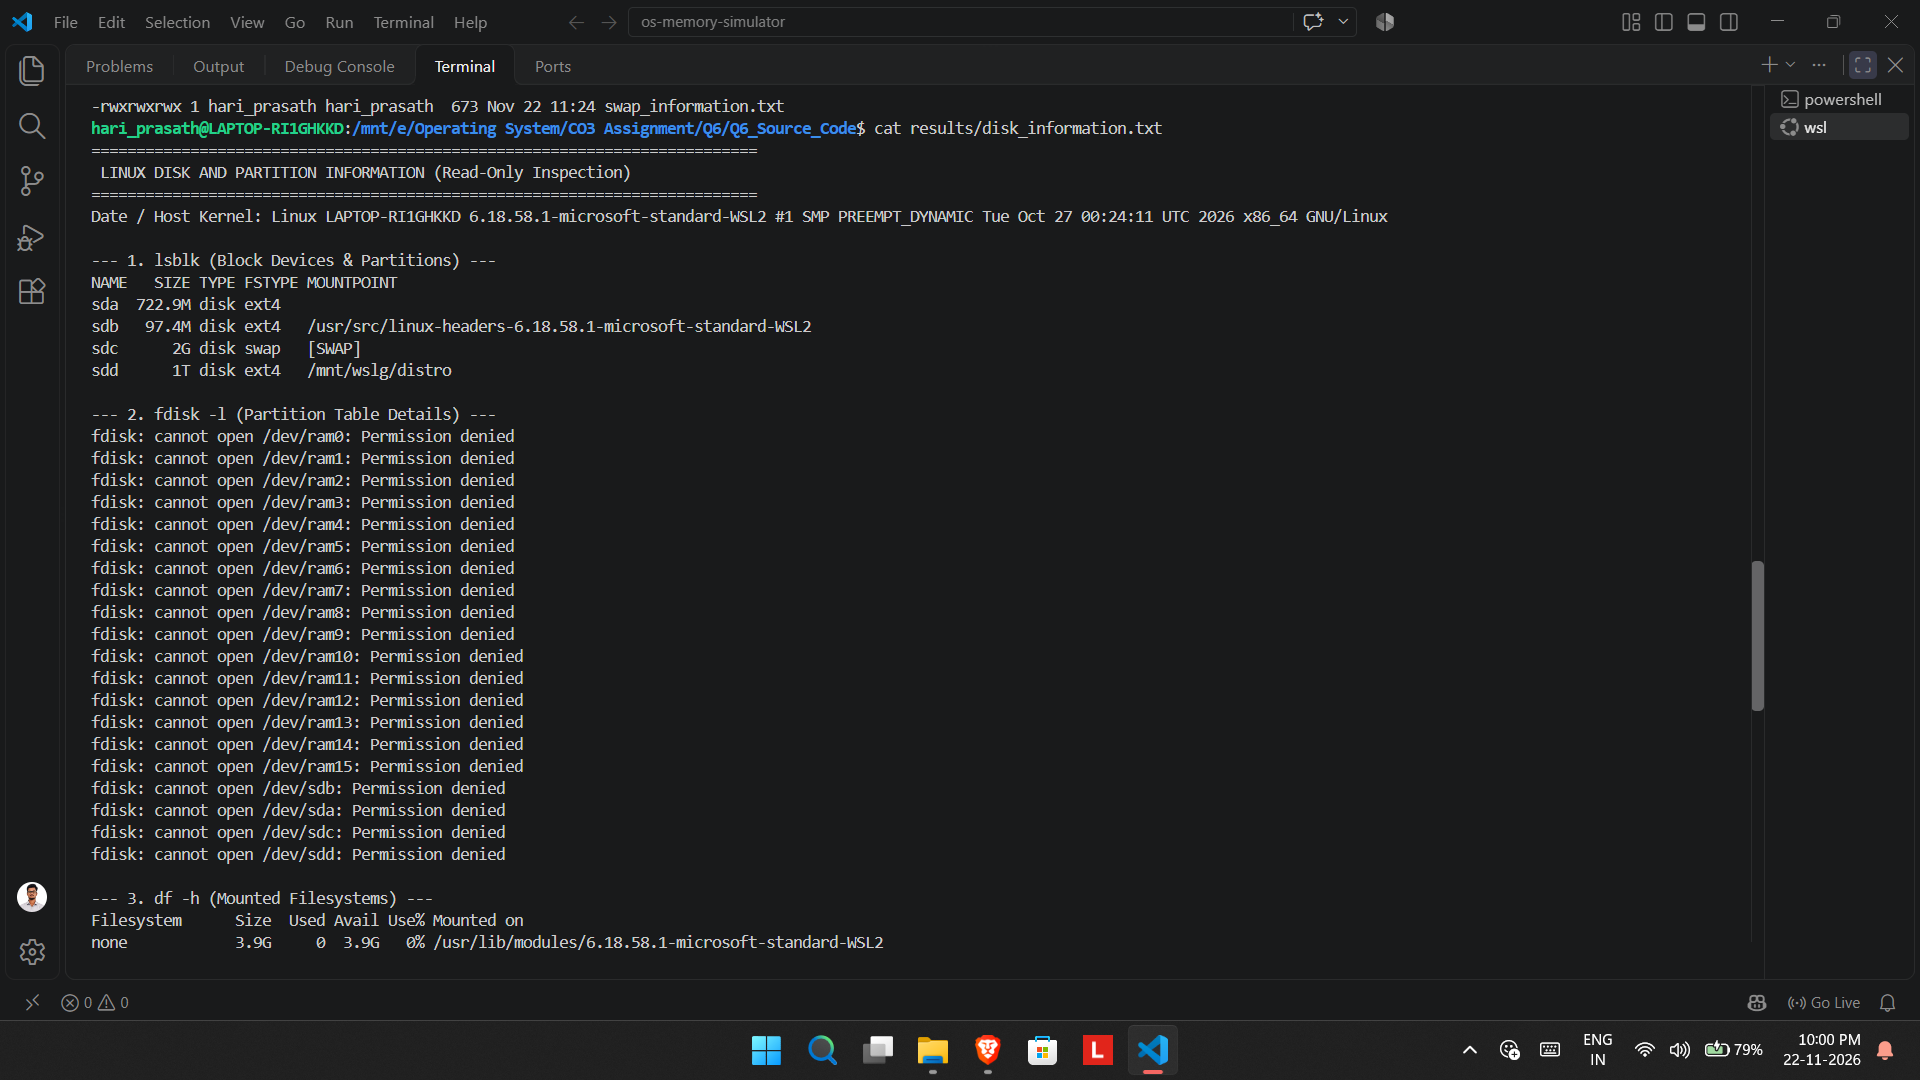 File Edit Selection View Go Run Terminal Help
os-memory-simulator
Problems Output Debug Console Terminal Ports
powershell
wsl
-rwxrwxrwx 1 hari_prasath hari_prasath  673 Nov 22 11:24 swap_information.txt
hari_prasath@LAPTOP-RI1GHKKD:/mnt/e/Operating System/CO3 Assignment/Q6/Q6_Source_Code$ cat results/disk_information.txt
==========================================================================
 LINUX DISK AND PARTITION INFORMATION (Read-Only Inspection)
==========================================================================
Date / Host Kernel: Linux LAPTOP-RI1GHKKD 6.18.58.1-microsoft-standard-WSL2 #1 SMP PREEMPT_DYNAMIC Tue Oct 27 00:24:11 UTC 2026 x86_64 GNU/Linux
--- 1. lsblk (Block Devices & Partitions) ---
NAME   SIZE TYPE FSTYPE MOUNTPOINT
sda  722.9M disk ext4
sdb   97.4M disk ext4   /usr/src/linux-headers-6.18.58.1-microsoft-standard-WSL2
sdc      2G disk swap   [SWAP]
sdd      1T disk ext4   /mnt/wslg/distro
--- 2. fdisk -l (Partition Table Details) ---
fdisk: cannot open /dev/ram0: Permission denied
fdisk: cannot open /dev/ram1: Permission denied
fdisk: cannot open /dev/ram2: Permission denied
fdisk: cannot open /dev/ram3: Permission denied
fdisk: cannot open /dev/ram4: Permission denied
fdisk: cannot open /dev/ram5: Permission denied
fdisk: cannot open /dev/ram6: Permission denied
fdisk: cannot open /dev/ram7: Permission denied
fdisk: cannot open /dev/ram8: Permission denied
fdisk: cannot open /dev/ram9: Permission denied
fdisk: cannot open /dev/ram10: Permission denied
fdisk: cannot open /dev/ram11: Permission denied
fdisk: cannot open /dev/ram12: Permission denied
fdisk: cannot open /dev/ram13: Permission denied
fdisk: cannot open /dev/ram14: Permission denied
fdisk: cannot open /dev/ram15: Permission denied
fdisk: cannot open /dev/sdb: Permission denied
fdisk: cannot open /dev/sda: Permission denied
fdisk: cannot open /dev/sdc: Permission denied
fdisk: cannot open /dev/sdd: Permission denied
--- 3. df -h (Mounted Filesystems) ---
Filesystem      Size  Used Avail Use% Mounted on
none            3.9G     0  3.9G   0% /usr/lib/modules/6.18.58.1-microsoft-standard-WSL2
0 0
Go Live
L
ENG
IN
79%
10:00 PM
22-11-2026